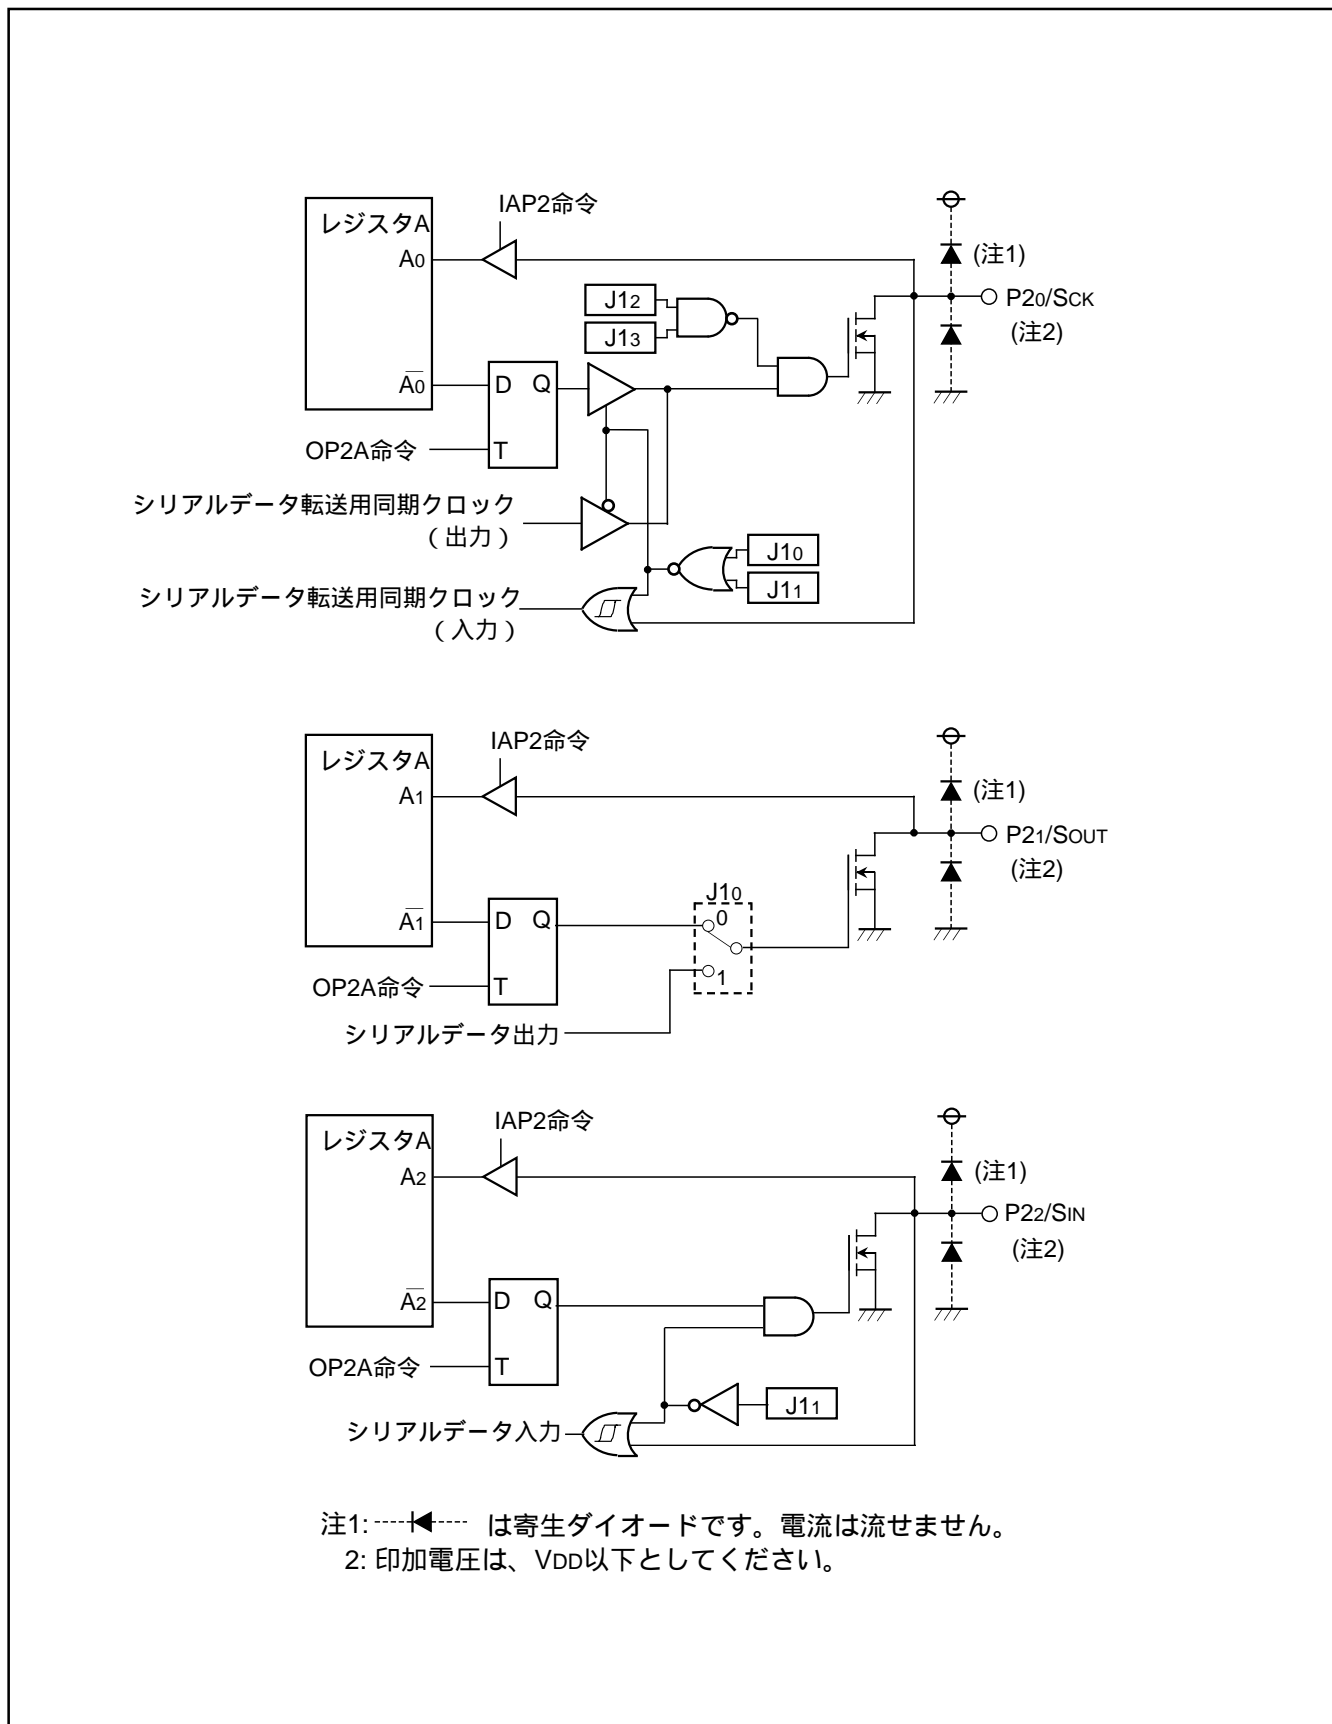 IAP2命令
レジスタA
A0
(注1)
J12
J13
P20/SCK
(注2)
A0
D Q
T
OP2A命令
シリアルデータ転送用同期クロック
(出力)
J10
J11
シリアルデータ転送用同期クロック
(入力)
IAP2命令
レジスタA
A1
(注1)
P21/SOUT
(注2)
J10
0
1
A1
D Q
T
OP2A命令
シリアルデータ出力
IAP2命令
レジスタA
A2
(注1)
P22/SIN
(注2)
A2
D Q
T
OP2A命令
J11
シリアルデータ入力
注1: は寄生ダイオードです。電流は流せません。
2: 印加電圧は、VDD以下としてください。